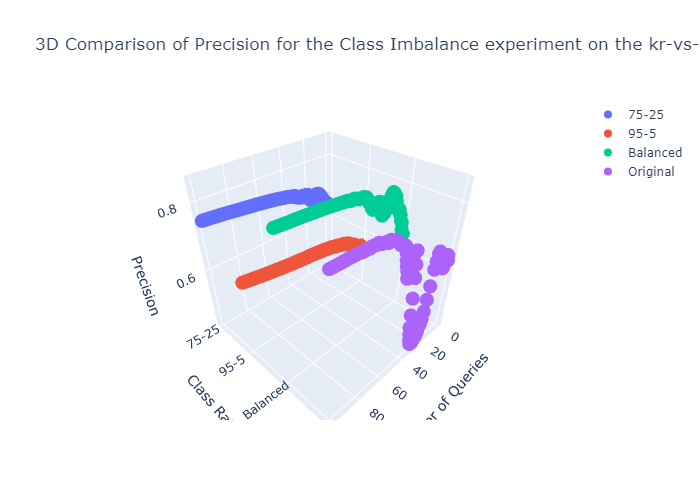 3D Comparison of Precision for the Class Imbalance experiment on the kr-vs-
75-25
95-5
Balanced
Original
0.8
0.6
Precision
75-25
95-5
Balanced
Class Ra
0
20
40
60
80
er of Queries